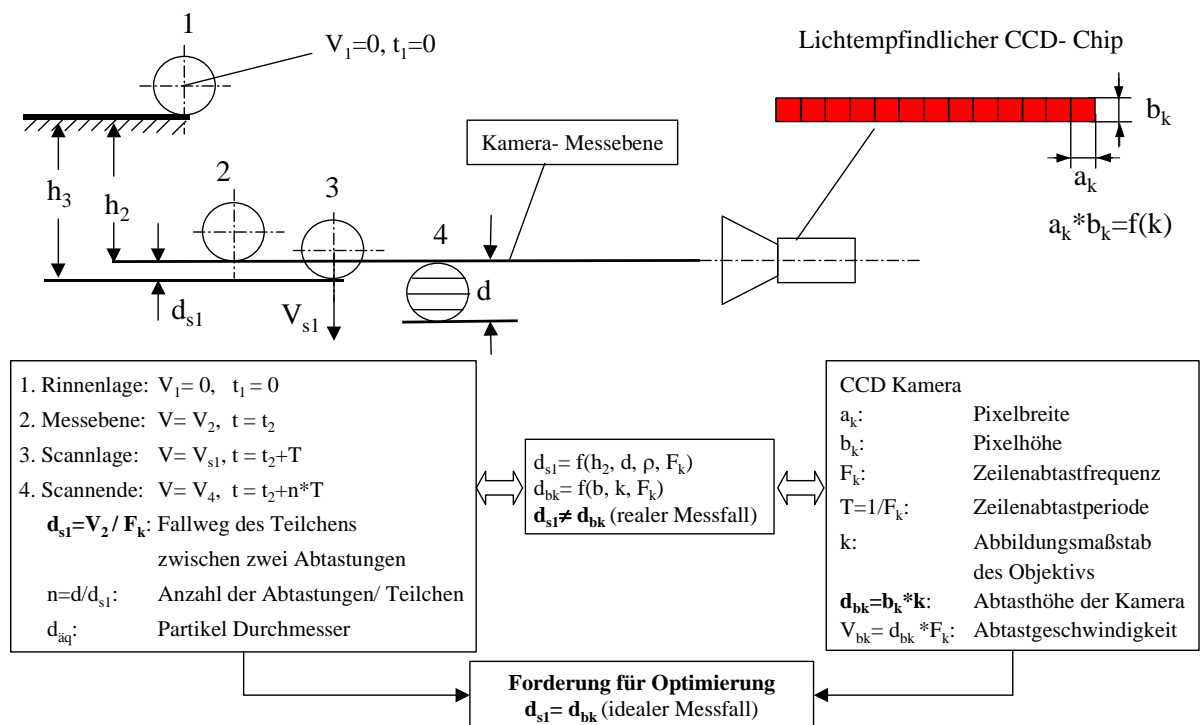 1
V₁=0, t₁=0
Lichtempfindlicher CCD- Chip
bₖ
aₖ
aₖ*bₖ=f(k)
Kamera- Messebene
h₃
h₂
2
3
4
d
dₛ₁
Vₛ₁
1. Rinnenlage: V₁= 0, t₁ = 0
2. Messebene: V= V₂, t = t₂
3. Scannlage: V= Vₛ₁, t = t₂+T
4. Scannende: V= V₄, t = t₂+n*T
dₛ₁=V₂ / Fₖ: Fallweg des Teilchens
zwischen zwei Abtastungen
n=d/dₛ₁: Anzahl der Abtastungen/ Teilchen
däq: Partikel Durchmesser
dₛ₁= f(h₂, d, ρ, Fₖ)
dbk= f(b, k, Fₖ)
dₛ₁≠ dbk (realer Messfall)
CCD Kamera
aₖ: Pixelbreite
bₖ: Pixelhöhe
Fₖ: Zeilenabtastfrequenz
T=1/Fₖ: Zeilenabtastperiode
k: Abbildungsmaßstab
des Objektivs
dbk=bₖ*k: Abtasthöhe der Kamera
Vbk= dbk *Fₖ: Abtastgeschwindigkeit
Forderung für Optimierung
dₛ₁= dbk (idealer Messfall)